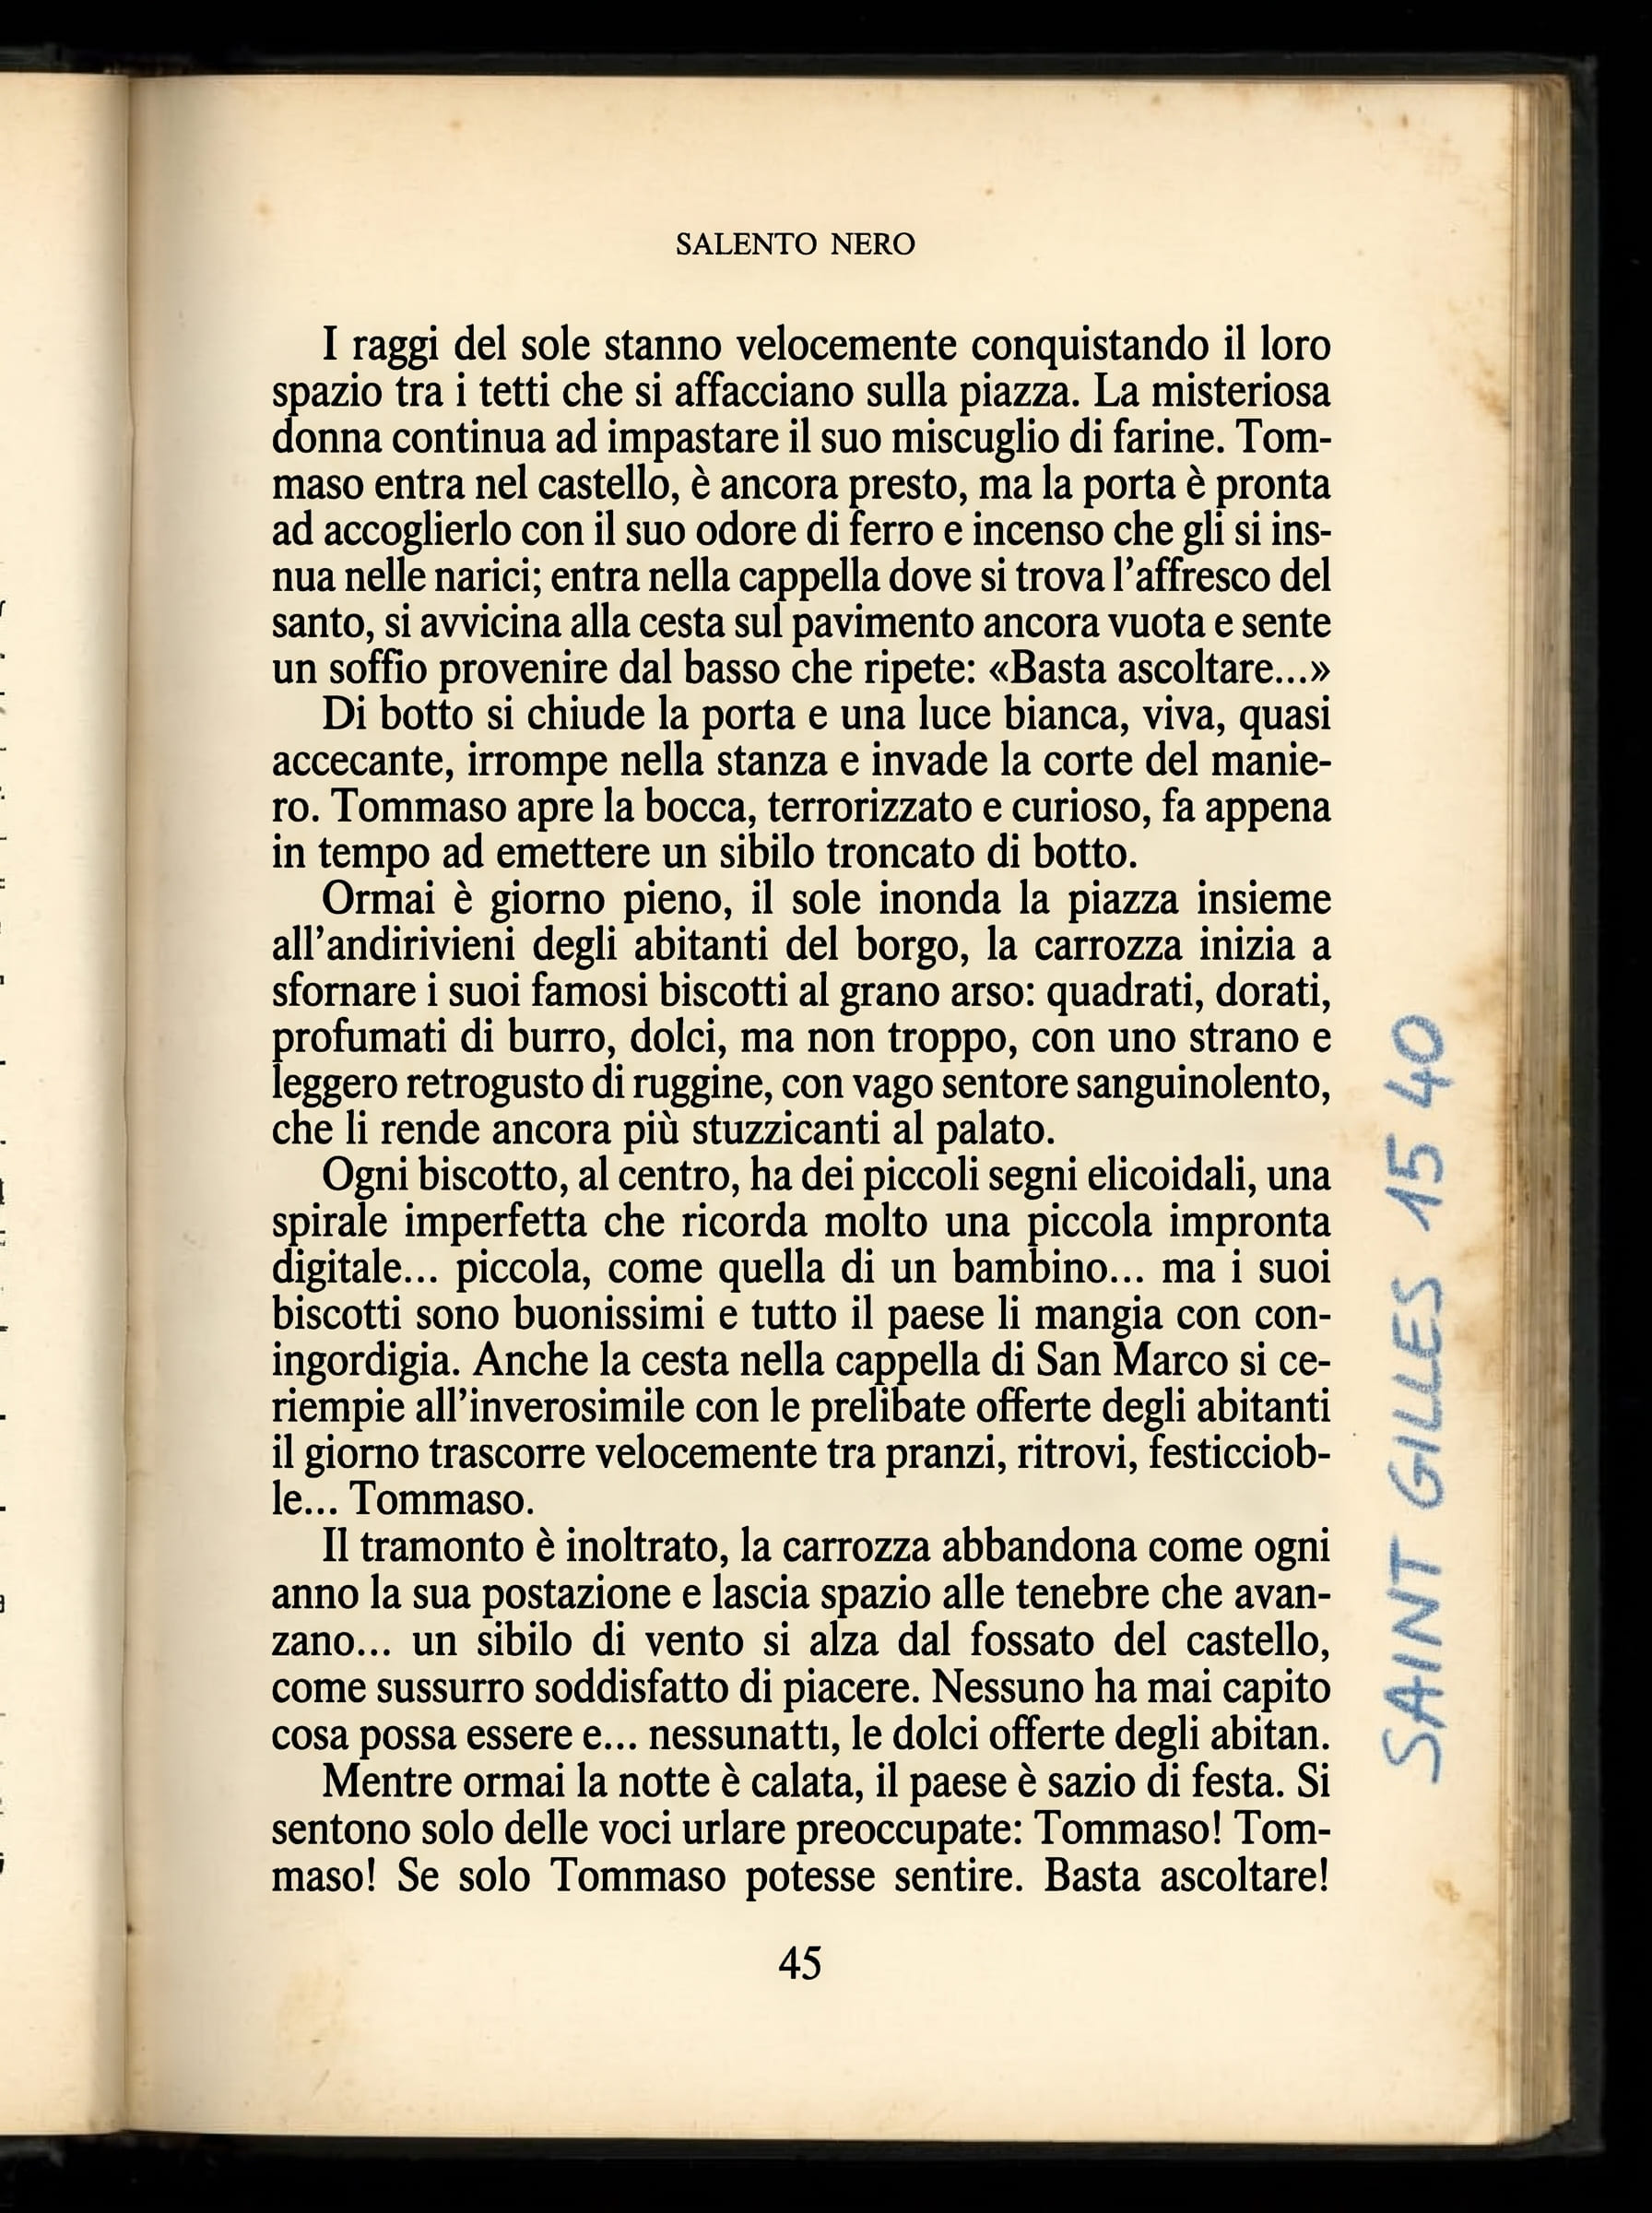 SALENTO NERO
I raggi del sole stanno velocemente conquistando il loro
spazio tra i tetti che si affacciano sulla piazza. La misteriosa
donna continua ad impastare il suo miscuglio di farine. Tom-
maso entra nel castello, è ancora presto, ma la porta è pronta
ad accoglierlo con il suo odore di ferro e incenso che gli si ins-
nua nelle narici; entra nella cappella dove si trova l'affresco del
santo, si avvicina alla cesta sul pavimento ancora vuota e sente
un soffio provenire dal basso che ripete: «Basta ascoltare...»
Di botto si chiude la porta e una luce bianca, viva, quasi
accecante, irrompe nella stanza e invade la corte del manie-
ro. Tommaso apre la bocca, terrorizzato e curioso, fa appena
in tempo ad emettere un sibilo troncato di botto.
Ormai è giorno pieno, il sole inonda la piazza insieme
all'andirivieni degli abitanti del borgo, la carrozza inizia a
sfornare i suoi famosi biscotti al grano arso: quadrati, dorati,
profumati di burro, dolci, ma non troppo, con uno strano e
leggero retrogusto di ruggine, con vago sentore sanguinolento,
che li rende ancora più stuzzicanti al palato.
Ogni biscotto, al centro, ha dei piccoli segni elicoidali, una
spirale imperfetta che ricorda molto una piccola impronta
digitale... piccola, come quella di un bambino... ma i suoi
biscotti sono buonissimi e tutto il paese li mangia con con-
ingordigia. Anche la cesta nella cappella di San Marco si ce-
riempie all'inverosimile con le prelibate offerte degli abitanti
il giorno trascorre velocemente tra pranzi, ritrovi, festicciob-
le... Tommaso.
Il tramonto è inoltrato, la carrozza abbandona come ogni
anno la sua postazione e lascia spazio alle tenebre che avan-
zano... un sibilo di vento si alza dal fossato del castello,
come sussurro soddisfatto di piacere. Nessuno ha mai capito
cosa possa essere e... nessunattı, le dolci offerte degli abitan.
Mentre ormai la notte è calata, il paese è sazio di festa. Si
sentono solo delle voci urlare preoccupate: Tommaso! Tom-
maso! Se solo Tommaso potesse sentire. Basta ascoltare!
45
SAINT GILLES 15 40